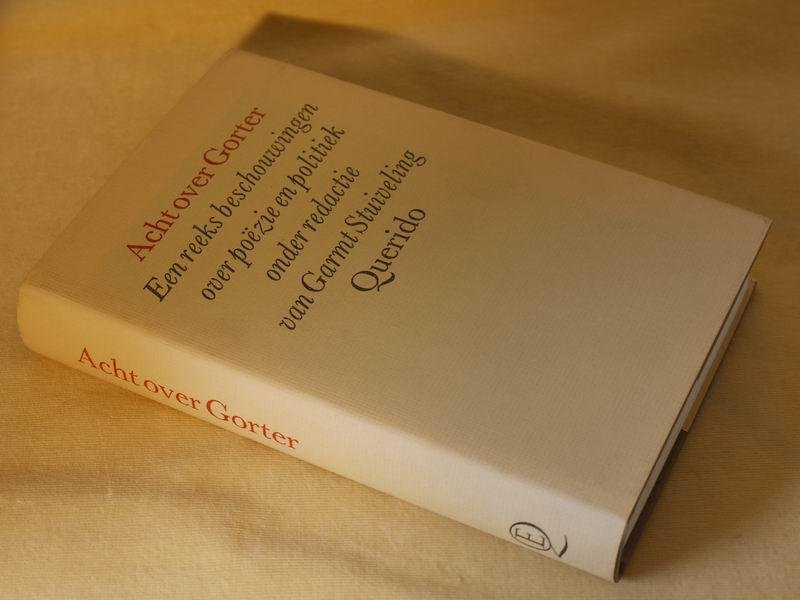 Acht over Gorter
Een reeks beschouwingen
over poëzie en politiek
onder redactie
van Garmt Stuiveling
Querido
Acht over Gorter
EQ